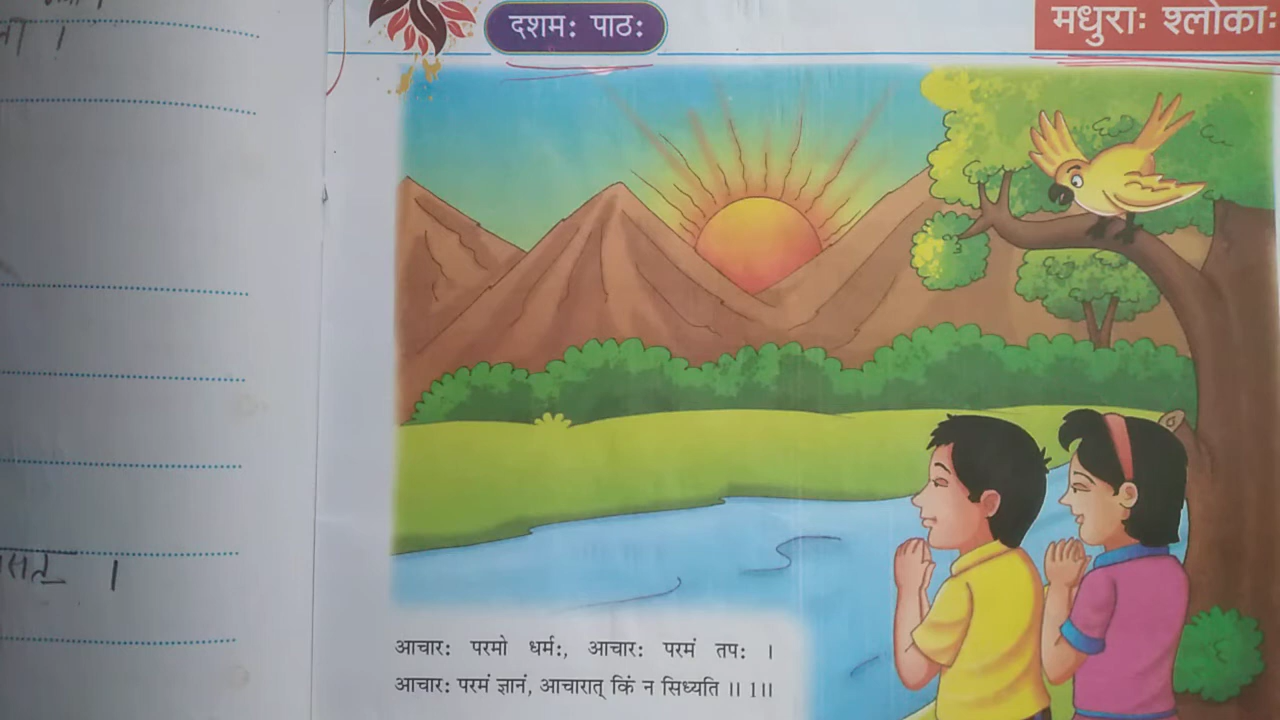 दशमः पाठः
मधुराः श्लोकाः
आचारः परमो धर्मः, आचारः परमं तपः ।
आचारः परमं ज्ञानं, आचारात् किं न सिध्यति ।। 1।।